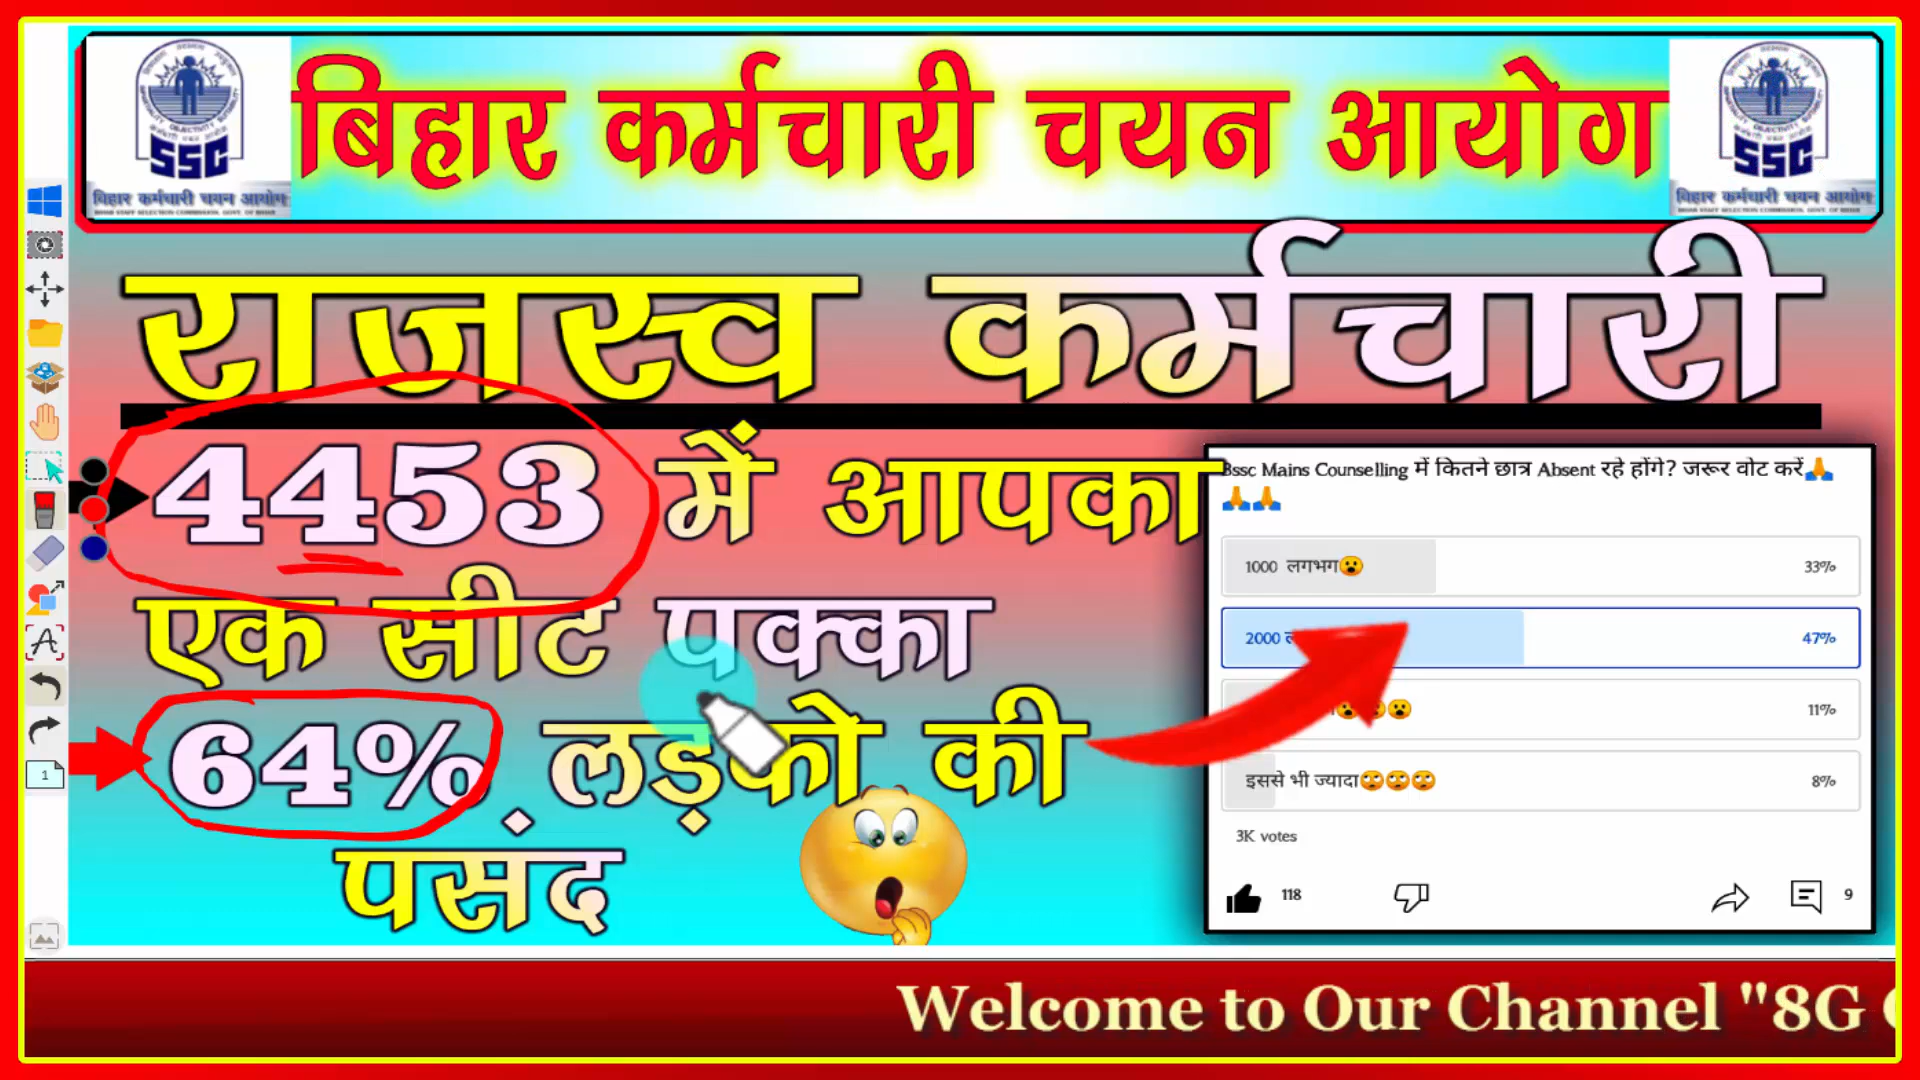 बिहार कर्मचारी चयन आयोग
SSC
बिहार कर्मचारी चयन आयोग
SSC
बिहार कर्मचारी चयन आयोग
राजस्व कर्मचारी
4453 में आपका
एक सीट पक्का
64% लड़को की
पसंद
Bssc Mains Counselling में कितने छात्र Absent रहे होंगे? जरूर वोट करें🙏
🙏🙏
1000 लगभग😮 33%
2000 47%
😮 11%
इससे भी ज्यादा🙄🙄🙄 8%
3K votes
118
9
1
Welcome to Our Channel "8G